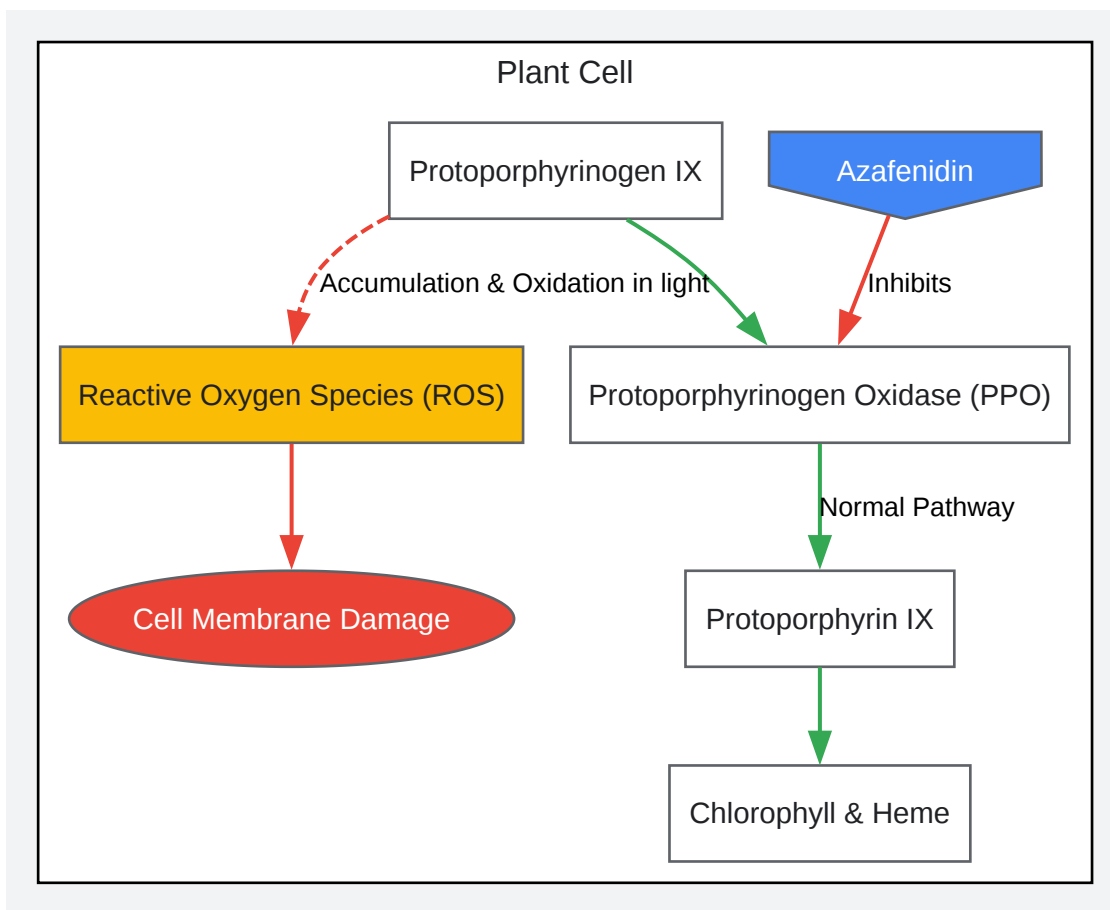 Plant Cell
Protoporphyrinogen IX
Azafenidin
Accumulation & Oxidation in light
Inhibits
Reactive Oxygen Species (ROS)
Protoporphyrinogen Oxidase (PPO)
Normal Pathway
Cell Membrane Damage
Protoporphyrin IX
Chlorophyll & Heme